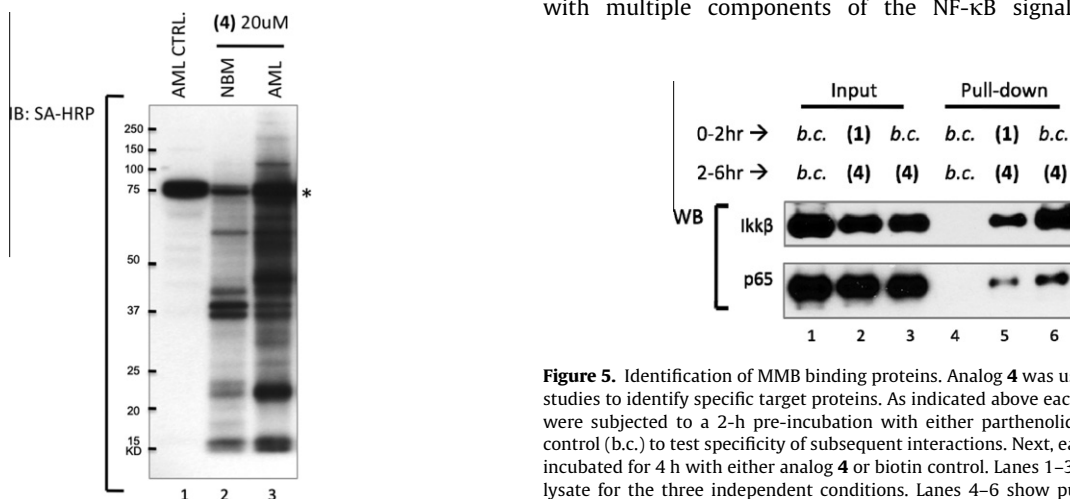 (4) 20uM
AML CTRL.
NBM
AML
IB: SA-HRP
250
150
100
75
*
50
37
25
20
15
KD
1 2 3
with multiple components of the NF-κB signal
Input Pull-down
0-2hr → b.c. (1) b.c. b.c. (1) b.c.
2-6hr → b.c. (4) (4) b.c. (4) (4)
WB
Ikkβ
p65
1 2 3 4 5 6
Figure 5. Identification of MMB binding proteins. Analog 4 was
studies to identify specific target proteins. As indicated above
were subjected to a 2-h pre-incubation with either
control (b.c.) to test specificity of subsequent interactions. Next,
incubated for 4 h with either analog 4 or biotin control. Lanes
lysate for the three independent conditions. Lanes 4–6 show